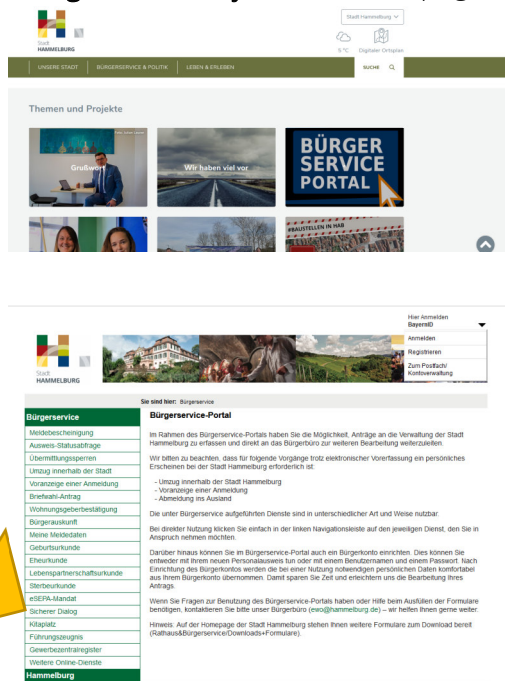 Stadt Hammelburg
Stadt
HAMMELBURG
5 °C
Digitaler Ortsplan
UNSERE STADT
BÜRGERSERVICE & POLITIK
LEBEN & ERLEBEN
SUCHE
Themen und Projekte
Grußwort
Wir haben viel vor
BÜRGER
SERVICE
PORTAL
#BAUSTELLEN IN HAB
Hier Anmelden
BayernID
Anmelden
Registrieren
Zum Postfach/
Kontoverwaltung
Stadt
HAMMELBURG
Sie sind hier: Bürgerservice
Bürgerservice
Meldebescheinigung
Ausweis-Statusabfrage
Übermittlungssperren
Umzug innerhalb der Stadt
Voranzeige einer Anmeldung
Briefwahl-Antrag
Wohnungsgeberbestätigung
Bürgerauskunft
Meine Meldedaten
Geburtsurkunde
Eheurkunde
Lebenspartnerschaftsurkunde
Sterbeurkunde
eSEPA-Mandat
Sicherer Dialog
Kitaplatz
Führungszeugnis
Gewerbezentralregister
Weitere Online-Dienste
Hammelburg
Bürgerservice-Portal
Im Rahmen des Bürgerservice-Portals haben Sie die Möglichkeit, Anträge an die Verwaltung der Stadt
Hammelburg zu erfassen und direkt an das Bürgerbüro zur weiteren Bearbeitung weiterzuleiten.
Wir bitten zu beachten, dass für folgende Vorgänge trotz elektronischer Vorerfassung ein persönliches
Erscheinen bei der Stadt Hammelburg erforderlich ist:
- Umzug innerhalb der Stadt
- Voranzeige einer Anmeldung
- Abmeldung ins Ausland
Die unter Bürgerservice aufgeführten Dienste sind in unterschiedlicher Art und Weise nutzbar.
Bei direkter Nutzung klicken Sie einfach in der linken Navigationsleiste auf den jeweiligen Dienst, den Sie in
Anspruch nehmen möchten.
Darüber hinaus können Sie im Bürgerservice-Portal auch ein Bürgerkonto einrichten. Dies können Sie
entweder mit Ihrem neuen Personalausweis tun oder mit einem Benutzernamen und einem Passwort. Nach
Einrichtung des Bürgerkontos werden die bei einer Nutzung notwendigen persönlichen Daten komfortabel
aus Ihrem Bürgerkonto übernommen. Damit sparen Sie Zeit und erleichtern uns die Bearbeitung Ihres
Antrags.
Wenn Sie Fragen zur Benutzung des Bürgerservice-Portals haben oder Hilfe beim Ausfüllen der Formulare
benötigen, kontaktieren Sie bitte unser Bürgerbüro (ewo@hammelburg.de) – wir helfen Ihnen gerne weiter.
Hinweis: Auf der Homepage der Stadt Hammelburg stehen Ihnen weitere Formulare zum Download bereit
(Rathaus&Bürgerservice/Downloads+Formulare).